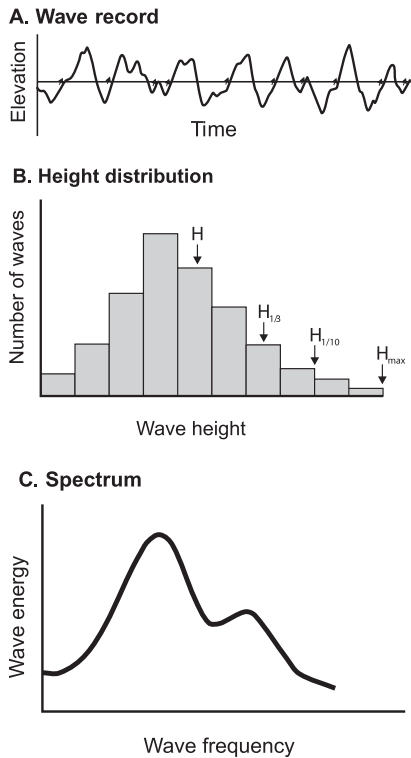 A. Wave record
Elevation
Time
B. Height distribution
Number of waves
H
H1/3
H1/10
Hmax
Wave height
C. Spectrum
Wave energy
Wave frequency